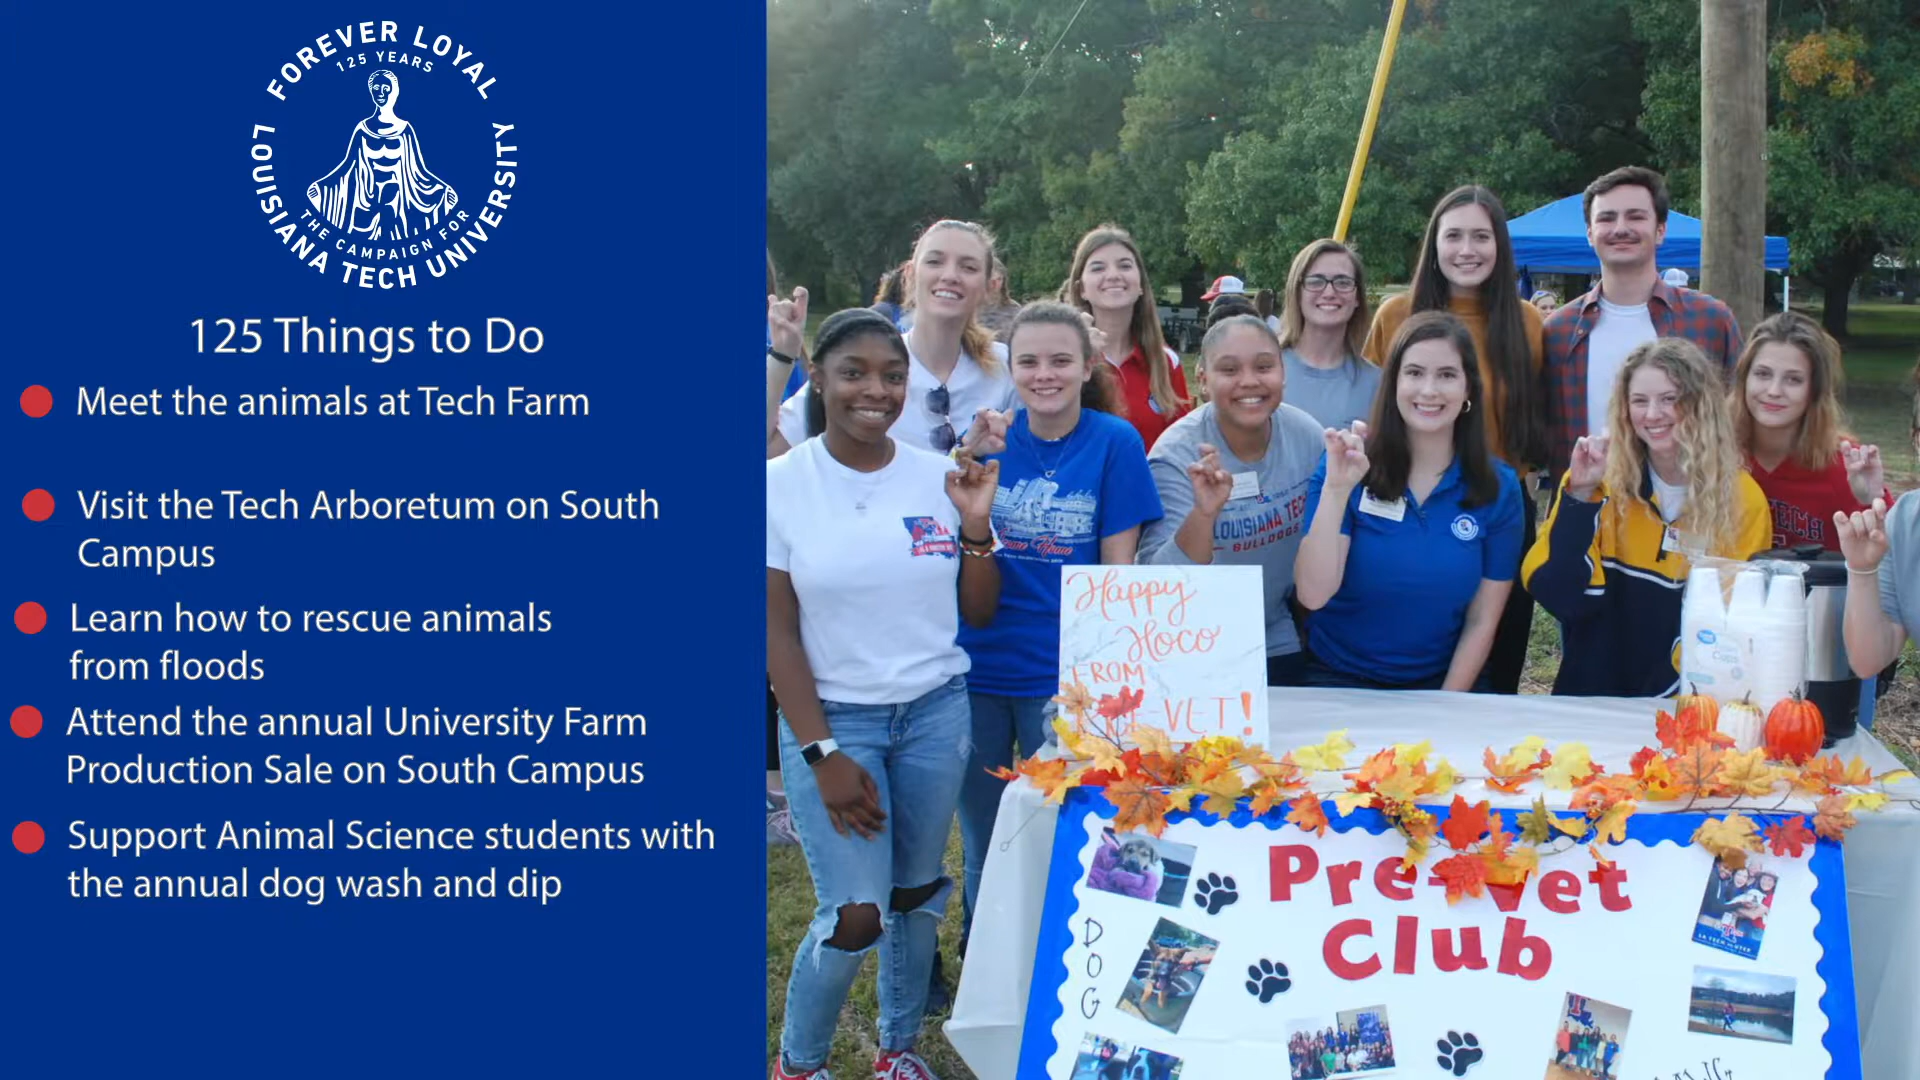 FOREVER LOYAL
125 YEARS
THE CAMPAIGN FOR
LOUISIANA TECH UNIVERSITY
125 Things to Do
Meet the animals at Tech Farm
Visit the Tech Arboretum on South
Campus
Learn how to rescue animals
from floods
Attend the annual University Farm
Production Sale on South Campus
Support Animal Science students with
the annual dog wash and dip
LOUISIANA TECH
BULLDOGS
TECH
Happy
Hoco
FROM
PRE-VET!
Cups
Pre-Vet
Club
DOG